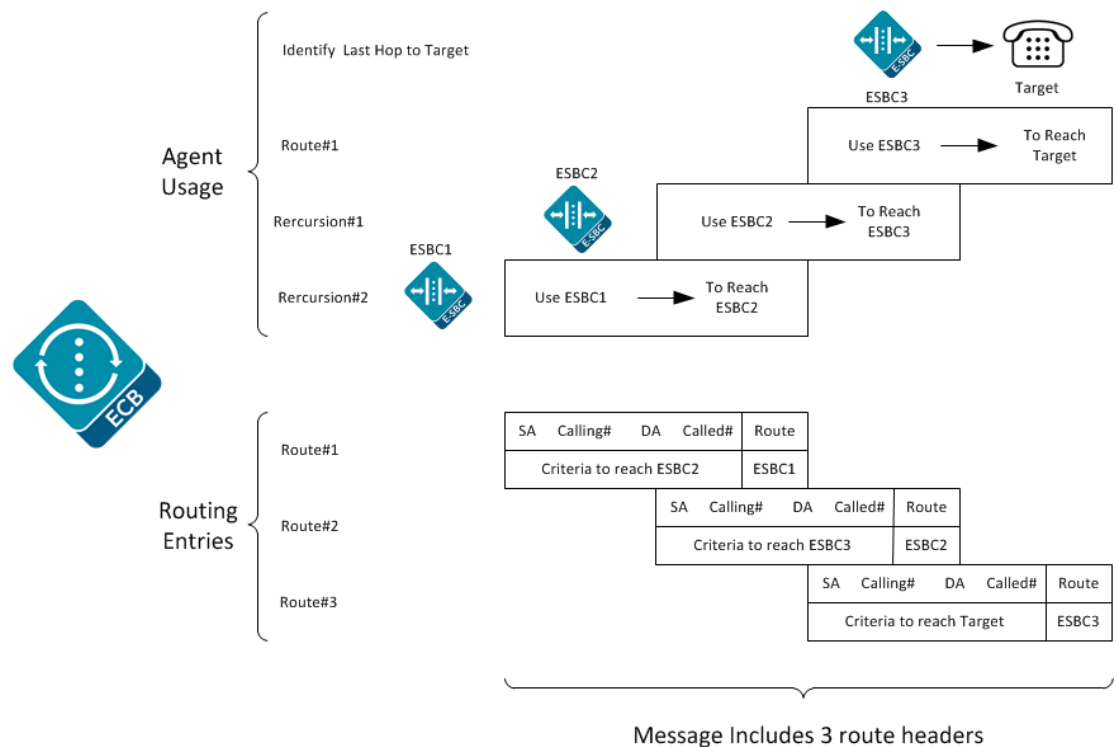 Identify Last Hop to Target
E-SBC
ESBC3
Target
Agent
Usage
Route#1
Use ESBC3
To Reach
Target
ESBC2
E-SBC
Rercursion#1
Use ESBC2
To Reach
ESBC3
ESBC1
E-SBC
Rercursion#2
Use ESBC1
To Reach
ESBC2
ECB
Routing
Entries
Route#1
SA Calling# DA Called# Route
Criteria to reach ESBC2 ESBC1
Route#2
SA Calling# DA Called# Route
Criteria to reach ESBC3 ESBC2
Route#3
SA Calling# DA Called# Route
Criteria to reach Target ESBC3
Message Includes 3 route headers